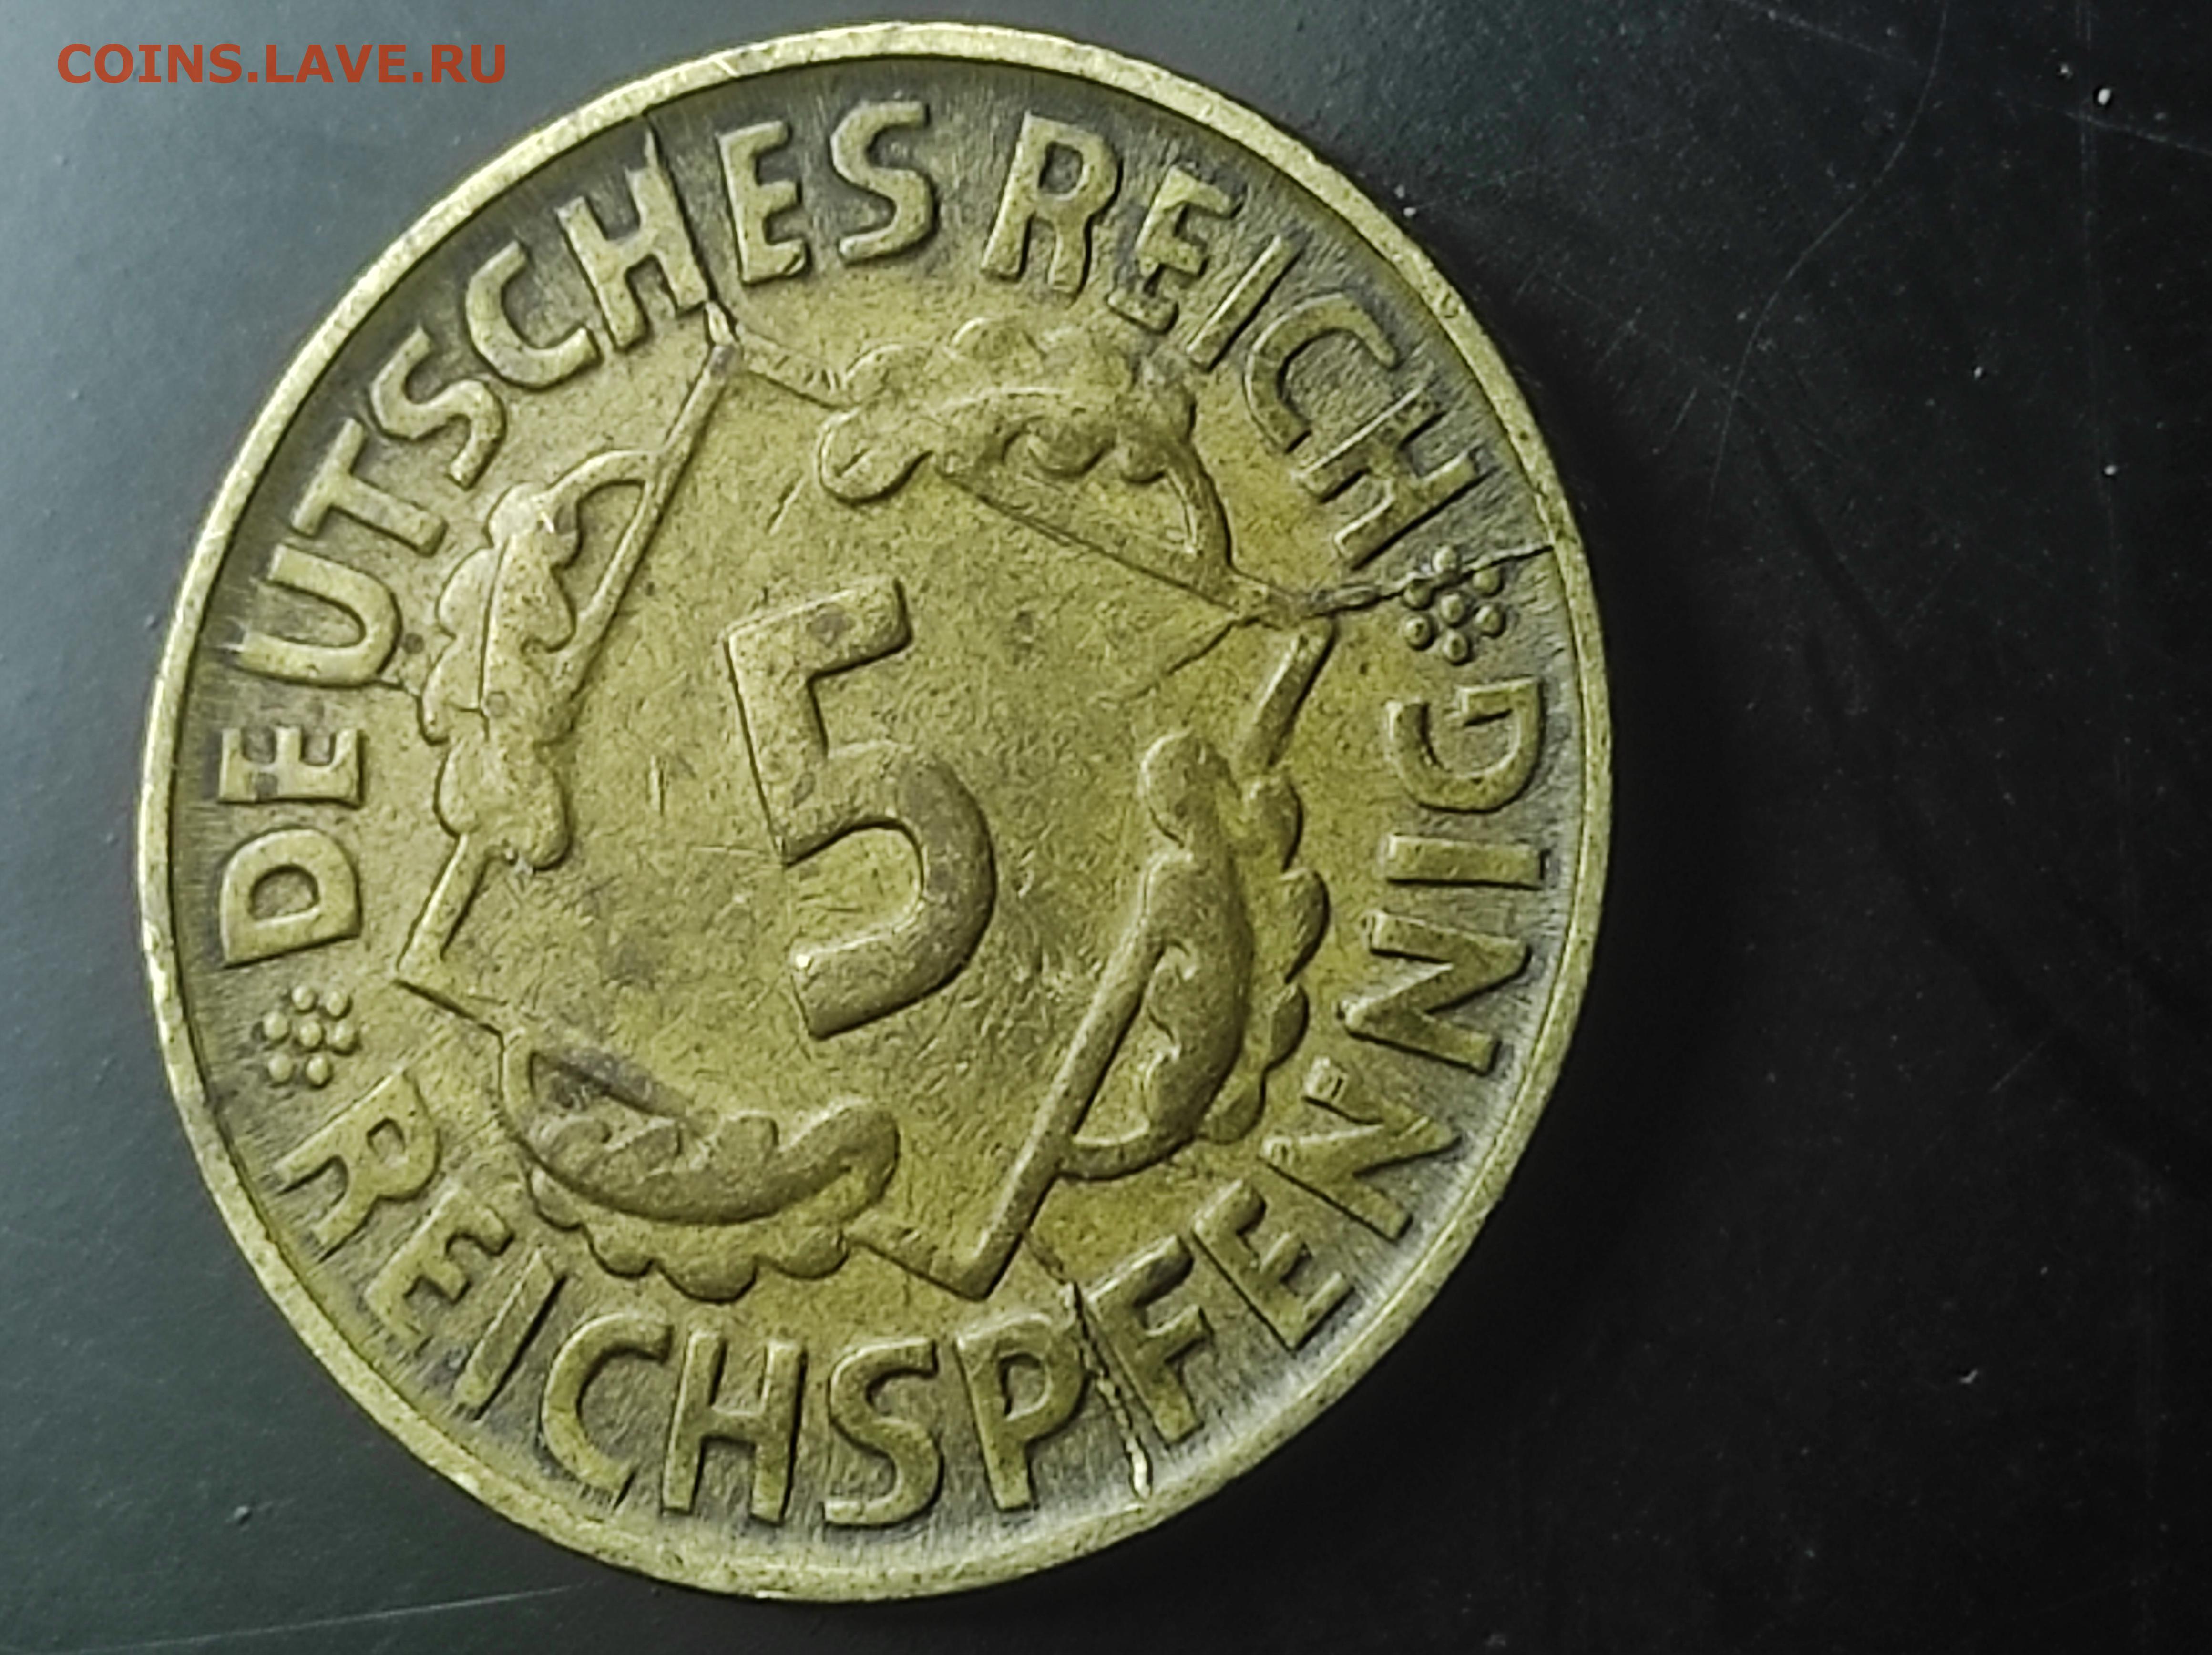 COINS.LAVE.RU
DEUTSCHES REICH
5
REICHSPFENNIG